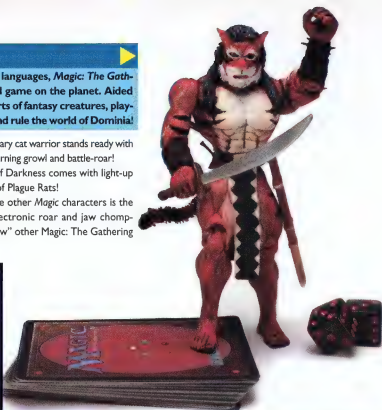 languages, Magic: The Gath-
d game on the planet. Aided
rts of fantasy creatures, play-
nd rule the world of Dominia!
ary cat warrior stands ready with
rning growl and battle-roar!
f Darkness comes with light-up
of Plague Rats!
e other Magic characters is the
ectronic roar and jaw chomp-
w” other Magic: The Gathering
MAGIC